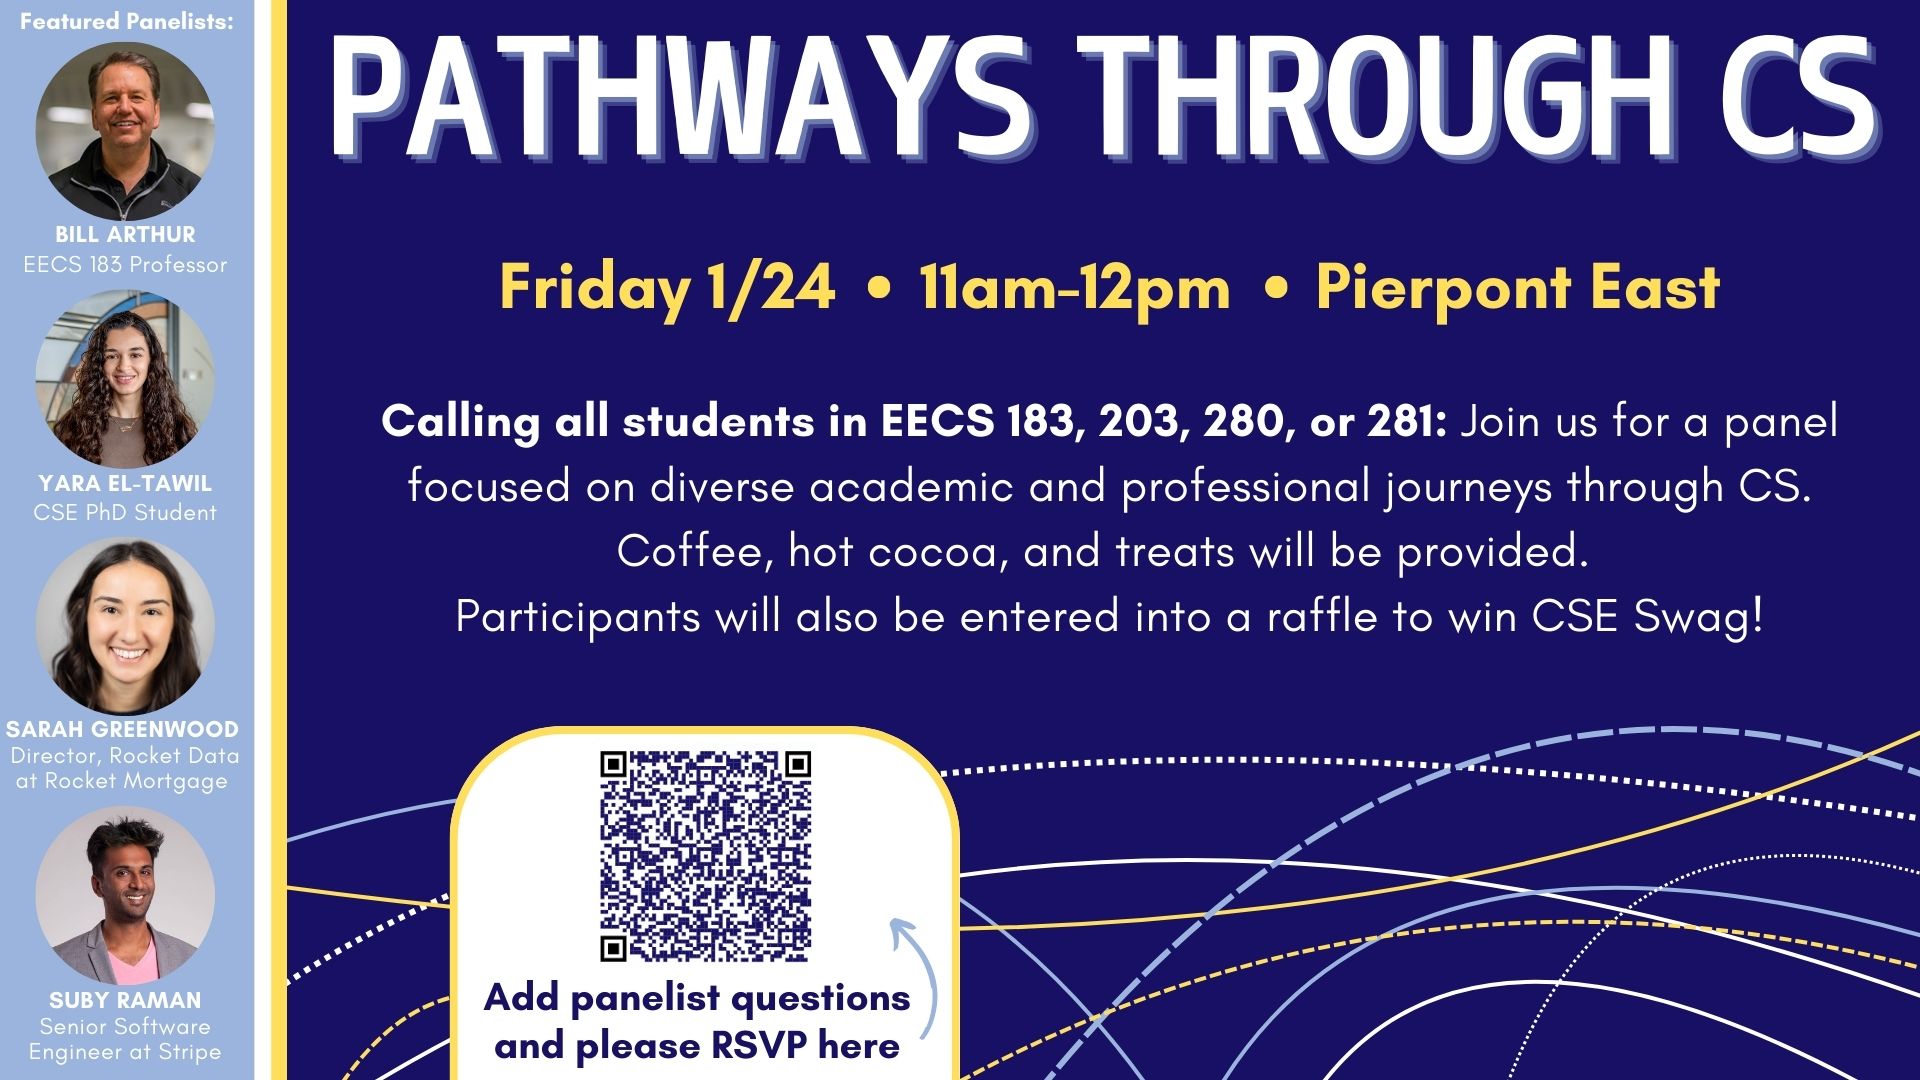 Featured Panelists:
BILL ARTHUR
EECS 183 Professor
YARA EL-TAWIL
CSE PhD Student
SARAH GREENWOOD
Director, Rocket Data
at Rocket Mortgage
SUBY RAMAN
Senior Software
Engineer at Stripe
PATHWAYS THROUGH CS
Friday 1/24 • 11am-12pm • Pierpont East
Calling all students in EECS 183, 203, 280, or 281: Join us for a panel
focused on diverse academic and professional journeys through CS.
Coffee, hot cocoa, and treats will be provided.
Participants will also be entered into a raffle to win CSE Swag!
Add panelist questions
and please RSVP here